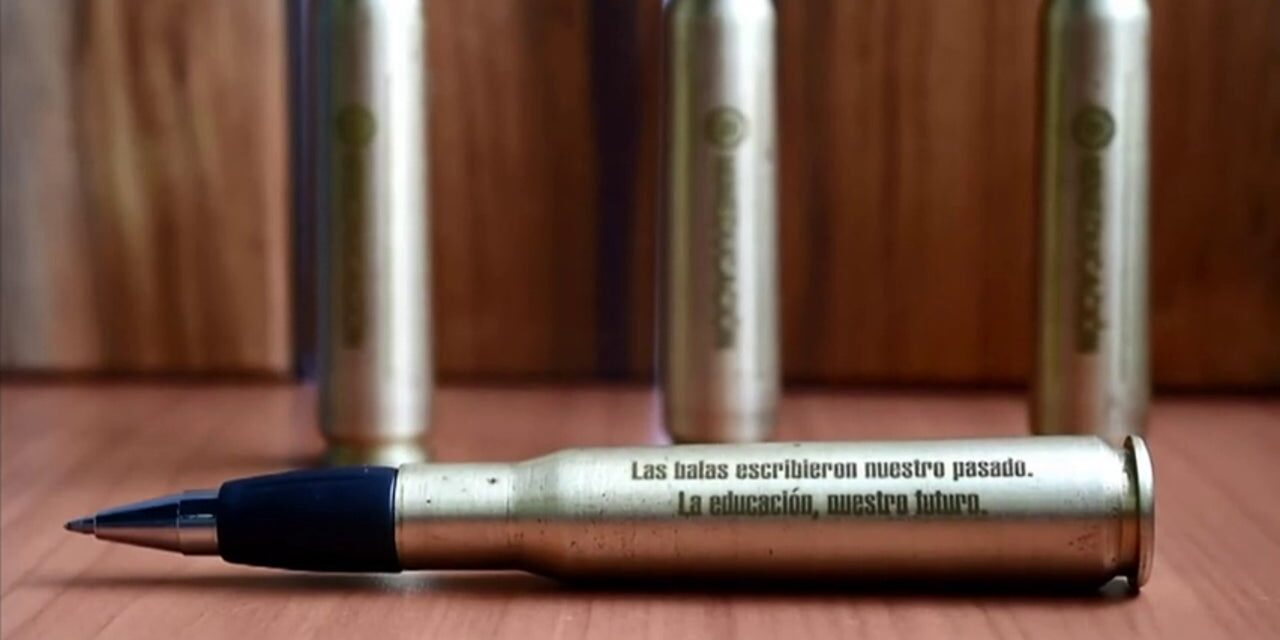 Las balas escribieron nuestro pasado.
La educación, nuestro futuro.